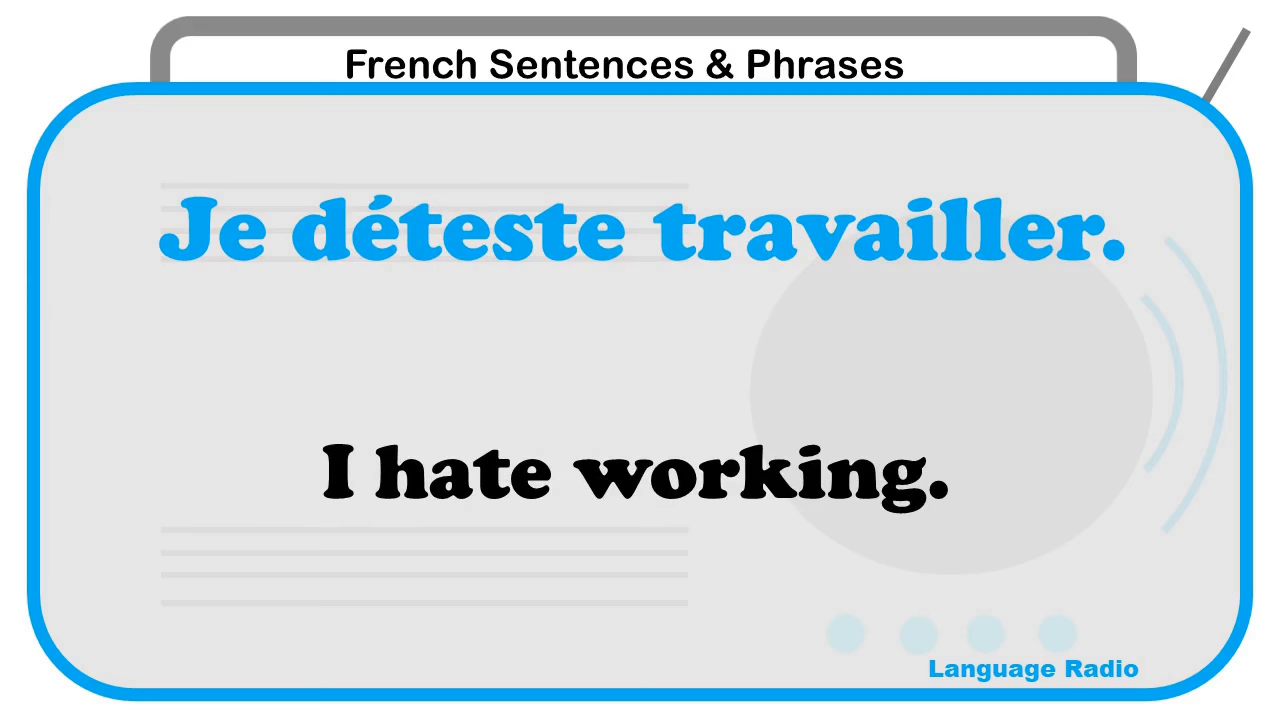 French Sentences & Phrases
Je déteste travailler.
I hate working.
Language Radio